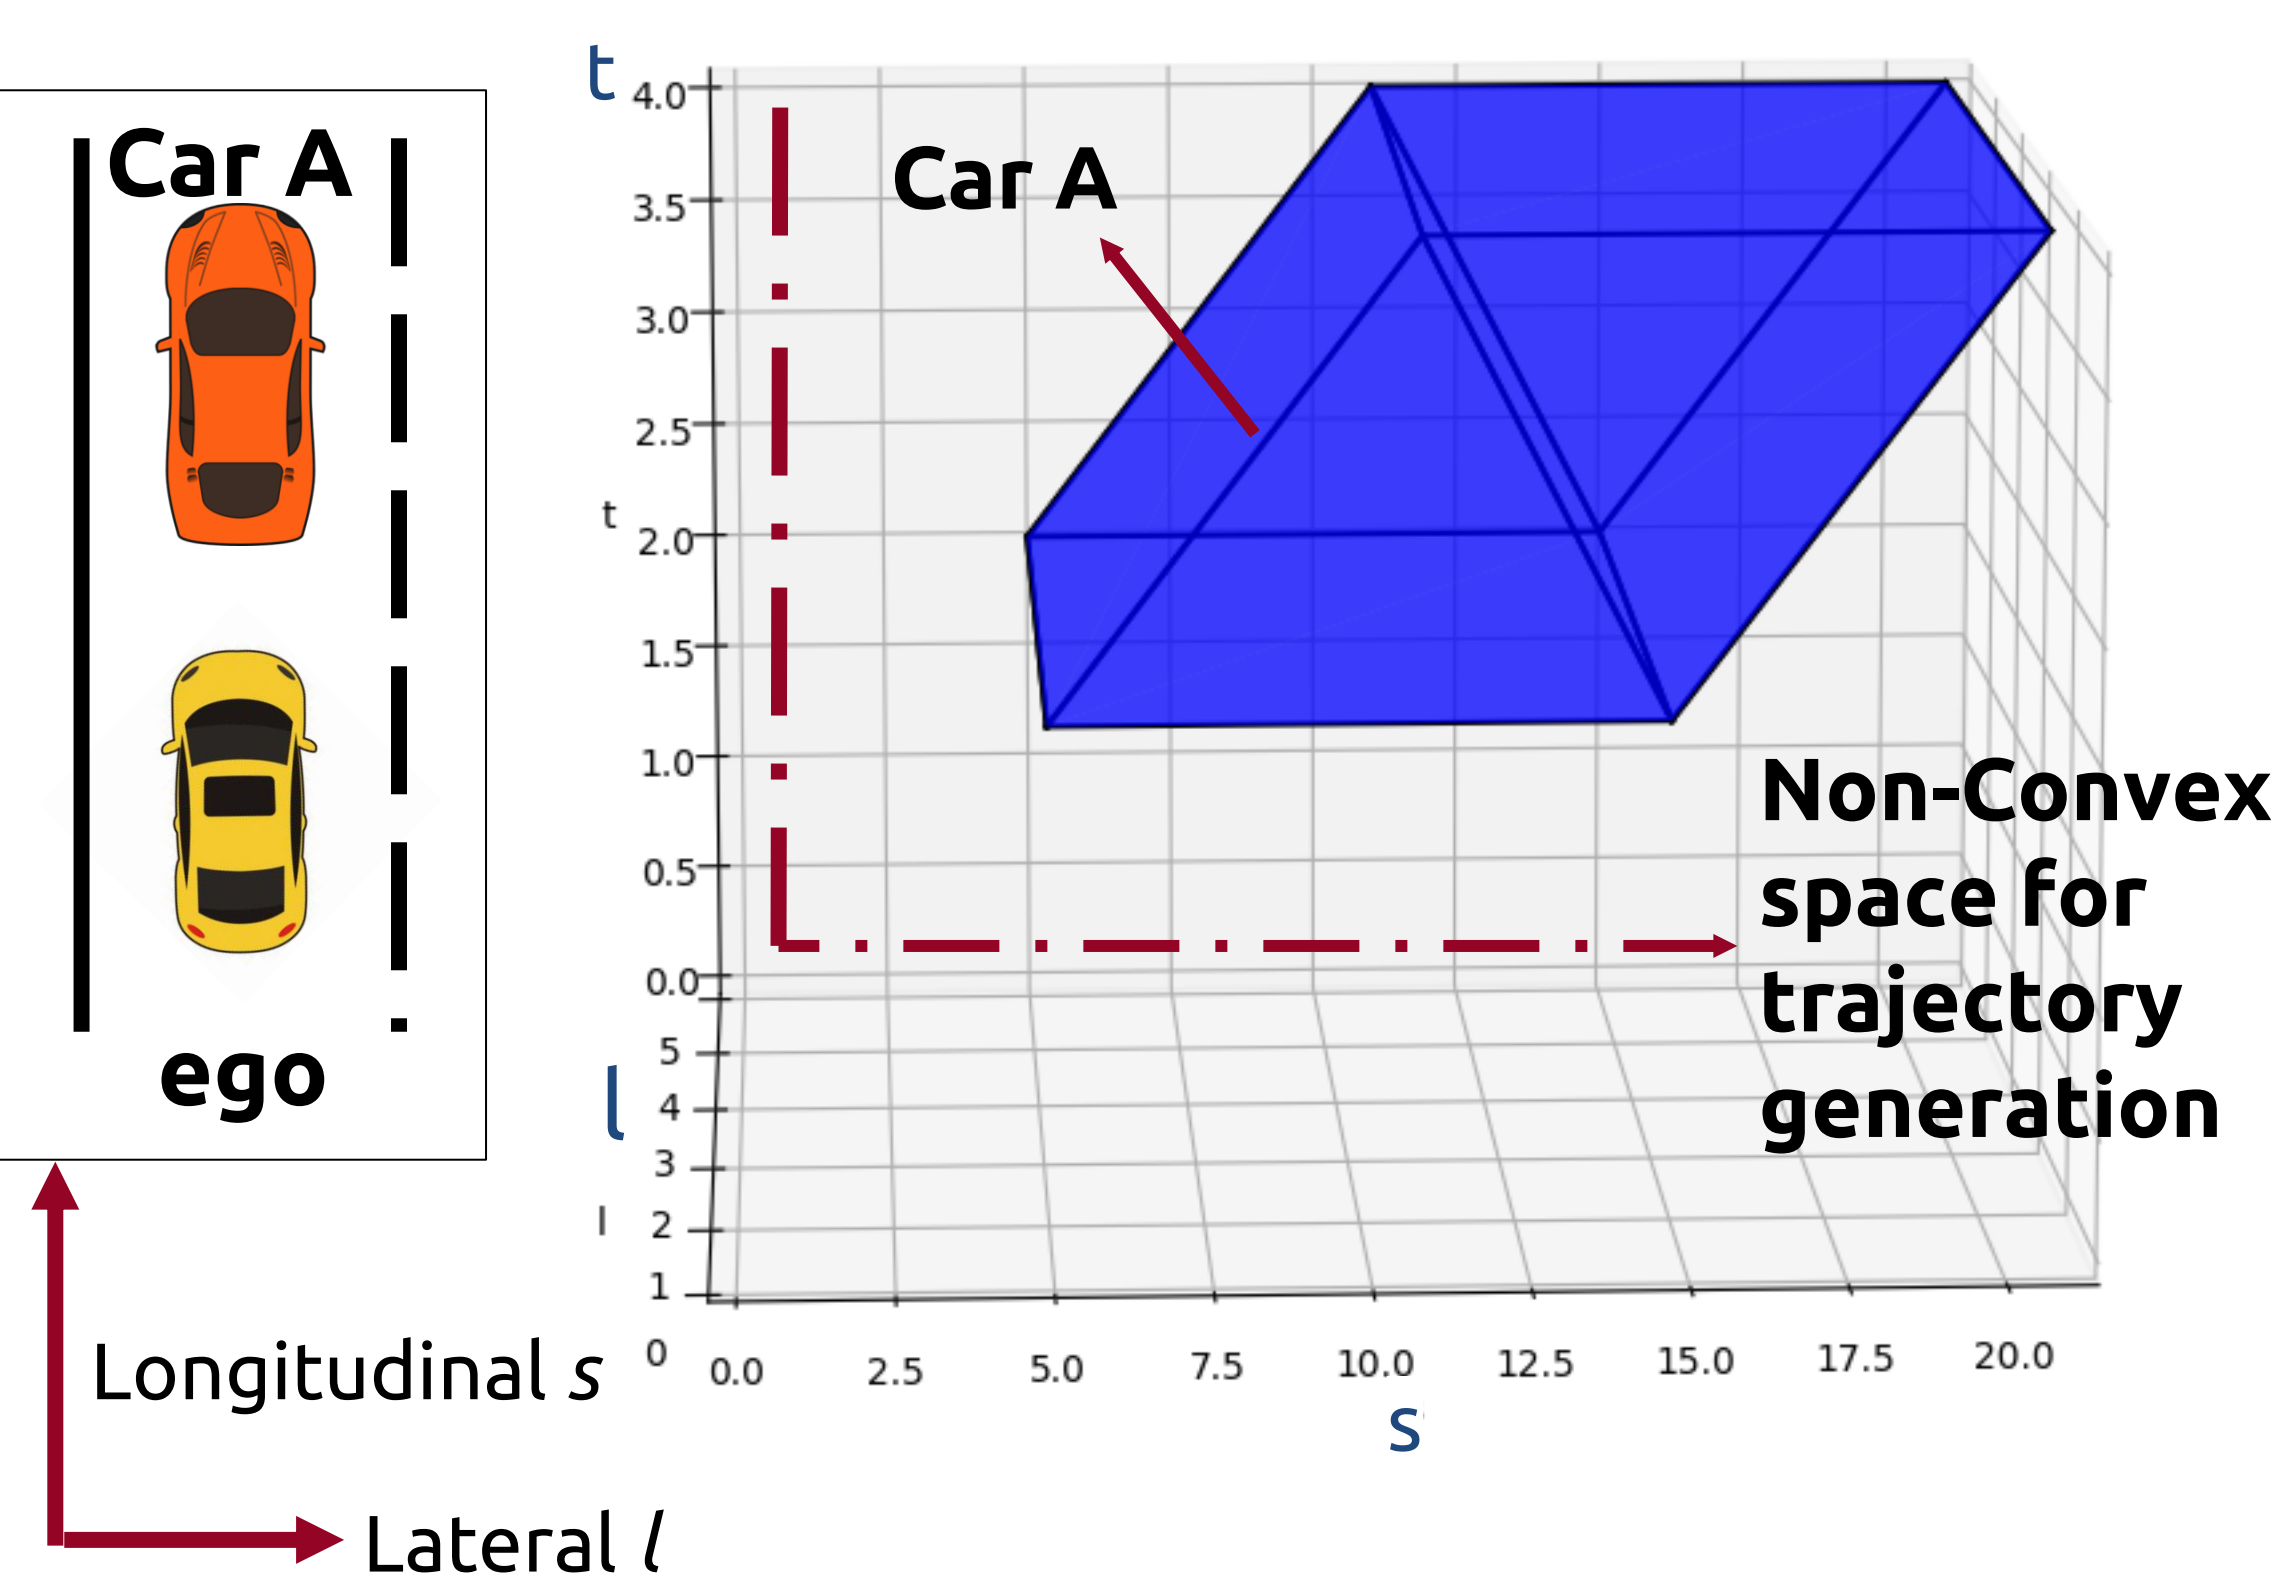 Car A
ego
Longitudinal s
Lateral l
t
4.0
3.5
3.0
2.5
t
2.0
1.5
1.0
0.5
0.0
5
l
4
3
l
2
1
0
0.0 2.5 5.0 7.5 10.0 12.5 15.0 17.5 20.0
s
Car A
Non-Convex
space for
trajectory
generation